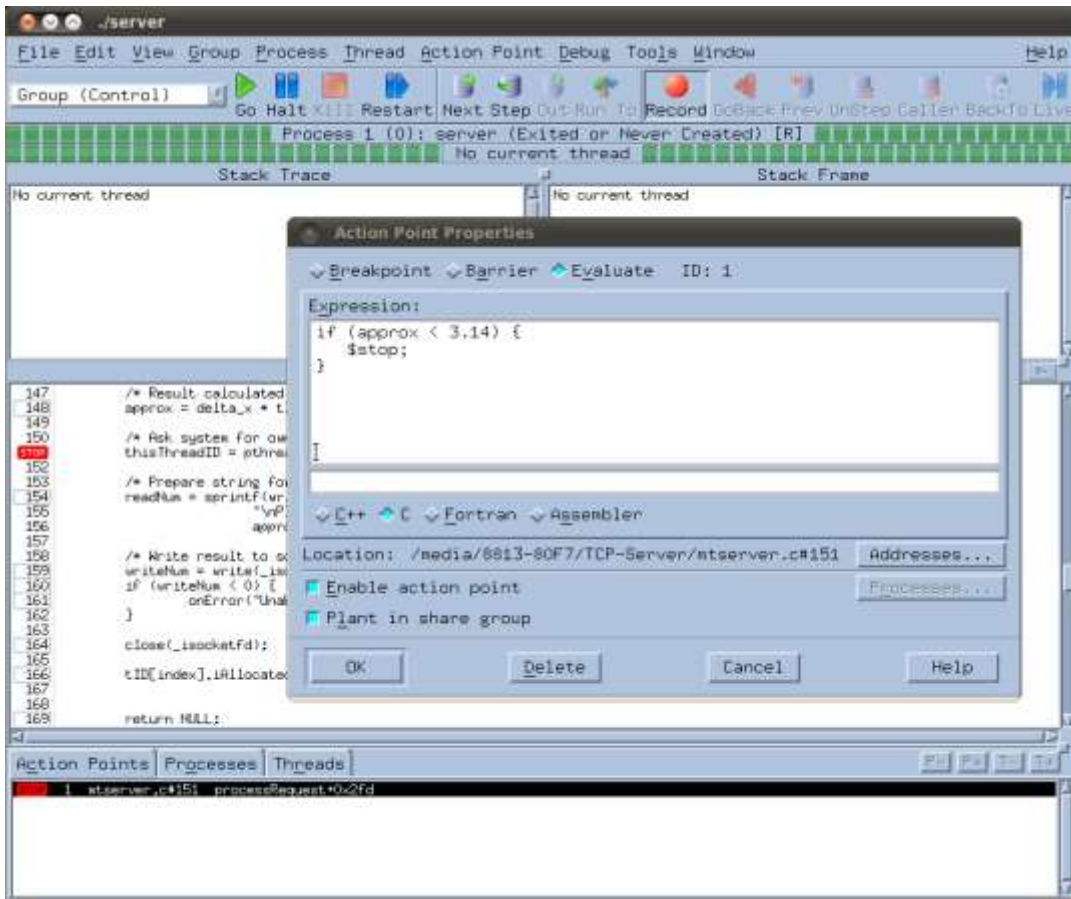 ./server
File Edit View Group Process Thread Action Point Debug Tools Window Help
Group (Control) Go Halt Kill Restart Next Step Out Run To Record GoBack Prev UnStep Caller BackTo Live
Process 1 (0): server (Exited or Never Created) [R]
No current thread
Stack Trace Stack Frame
No current thread No current thread
Action Point Properties
Breakpoint Barrier Evaluate ID: 1
Expression:
if (approx < 3.14) {
$stop;
}
147 /* Result calculated
148 approx = delta_x * t
149
150 /* Ask system for ow
STOP thisThreadID = pthre
152
153 /* Prepare string fo
154 readNum = sprintf(wr
155 "\nP
156 appro
157
158 /* Write result to so
159 writeNum = write(_iso
160 if (writeNum < 0) {
161 onError("Unab
162 }
163
164 close(_isocketfd);
165
166 tID[index].iAllocated
167
168
169 return NULL;
C++ C Fortran Assembler
Location: /media/8813-80F7/TCP-Server/mtserver.c#151 Addresses...
Enable action point Processes...
Plant in share group
OK Delete Cancel Help
Action Points Processes Threads P- P+ T- T+
1 mtserver.c#151 processRequest+0x2fd